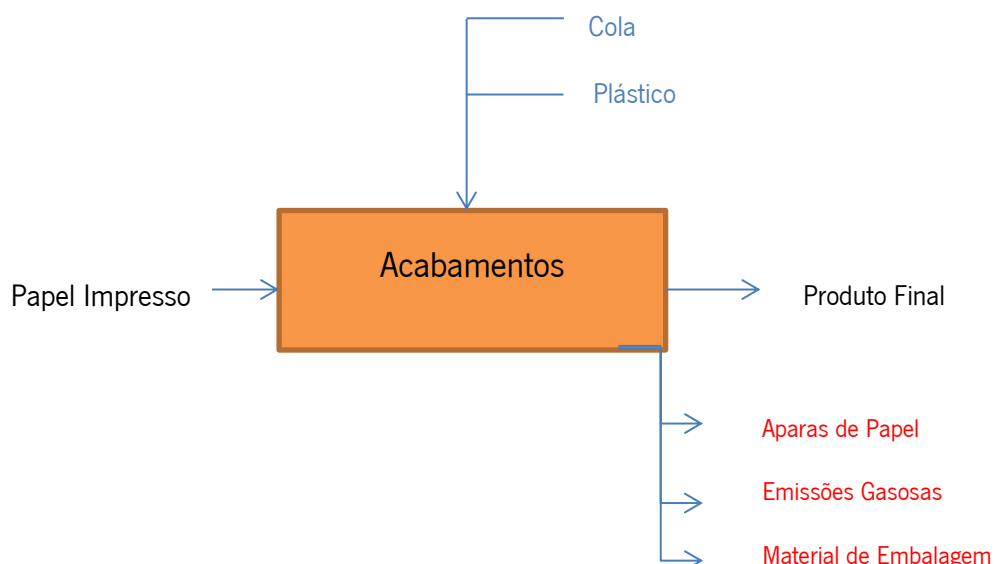 Cola
Plástico
Acabamentos
Papel Impresso
Produto Final
Aparas de Papel
Emissões Gasosas
Material de Embalagem